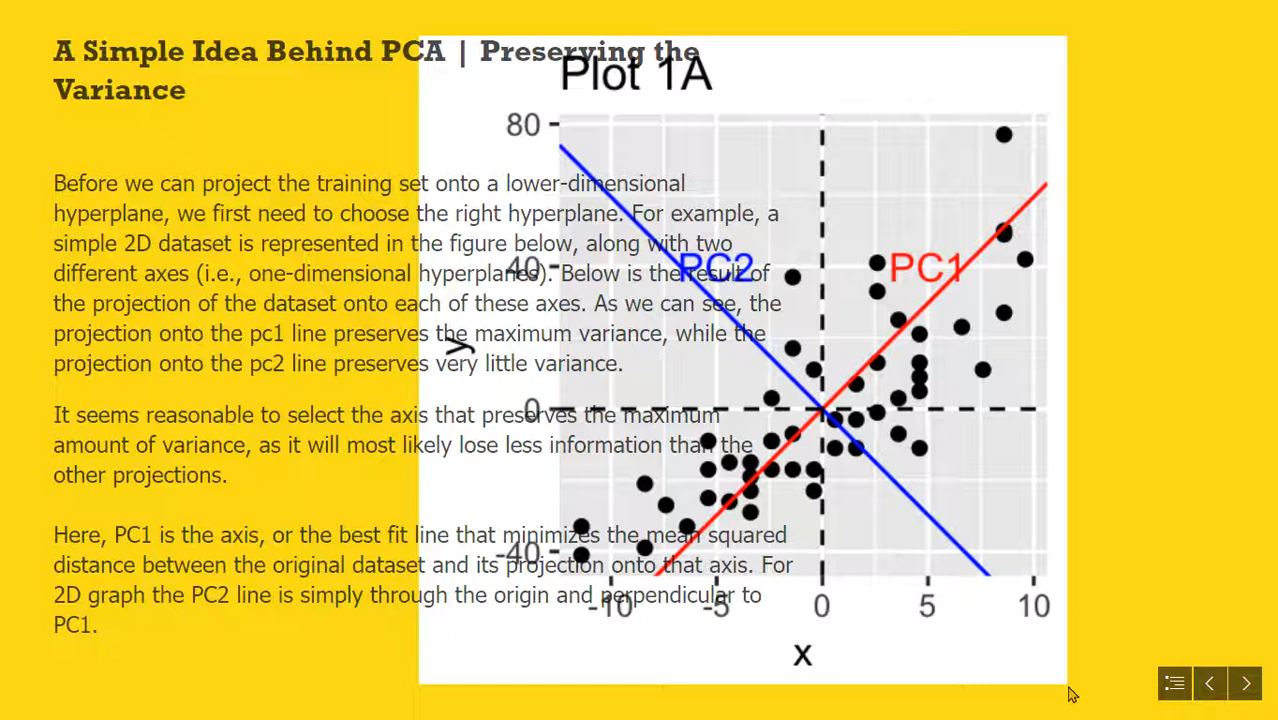 A Simple Idea Behind PCA | Preserving the
Variance
Plot 1A
Before we can project the training set onto a lower-dimensional
hyperplane, we first need to choose the right hyperplane. For example, a
simple 2D dataset is represented in the figure below, along with two
different axes (i.e., one-dimensional hyperplanes). Below is the result of
the projection of the dataset onto each of these axes. As we can see, the
projection onto the pc1 line preserves the maximum variance, while the
projection onto the pc2 line preserves very little variance.
It seems reasonable to select the axis that preserves the maximum
amount of variance, as it will most likely lose less information than the
other projections.
Here, PC1 is the axis, or the best fit line that minimizes the mean squared
distance between the original dataset and its projection onto that axis. For
2D graph the PC2 line is simply through the origin and perpendicular to
PC1.
80
40
0
-40
y
PC2
PC1
-10 -5 0 5 10
x